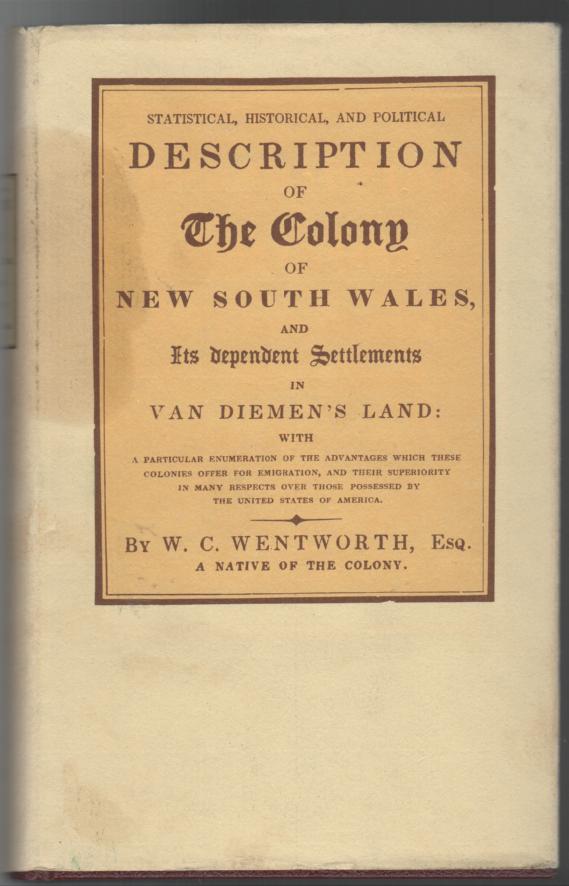 STATISTICAL, HISTORICAL, AND POLITICAL
DESCRIPTION
OF
The Colony
OF
NEW SOUTH WALES,
AND
Its dependent Settlements
IN
VAN DIEMEN'S LAND:
WITH
A PARTICULAR ENUMERATION OF THE ADVANTAGES WHICH THESE
COLONIES OFFER FOR EMIGRATION, AND THEIR SUPERIORITY
IN MANY RESPECTS OVER THOSE POSSESSED BY
THE UNITED STATES OF AMERICA.
BY W. C. WENTWORTH, ESQ.
A NATIVE OF THE COLONY.